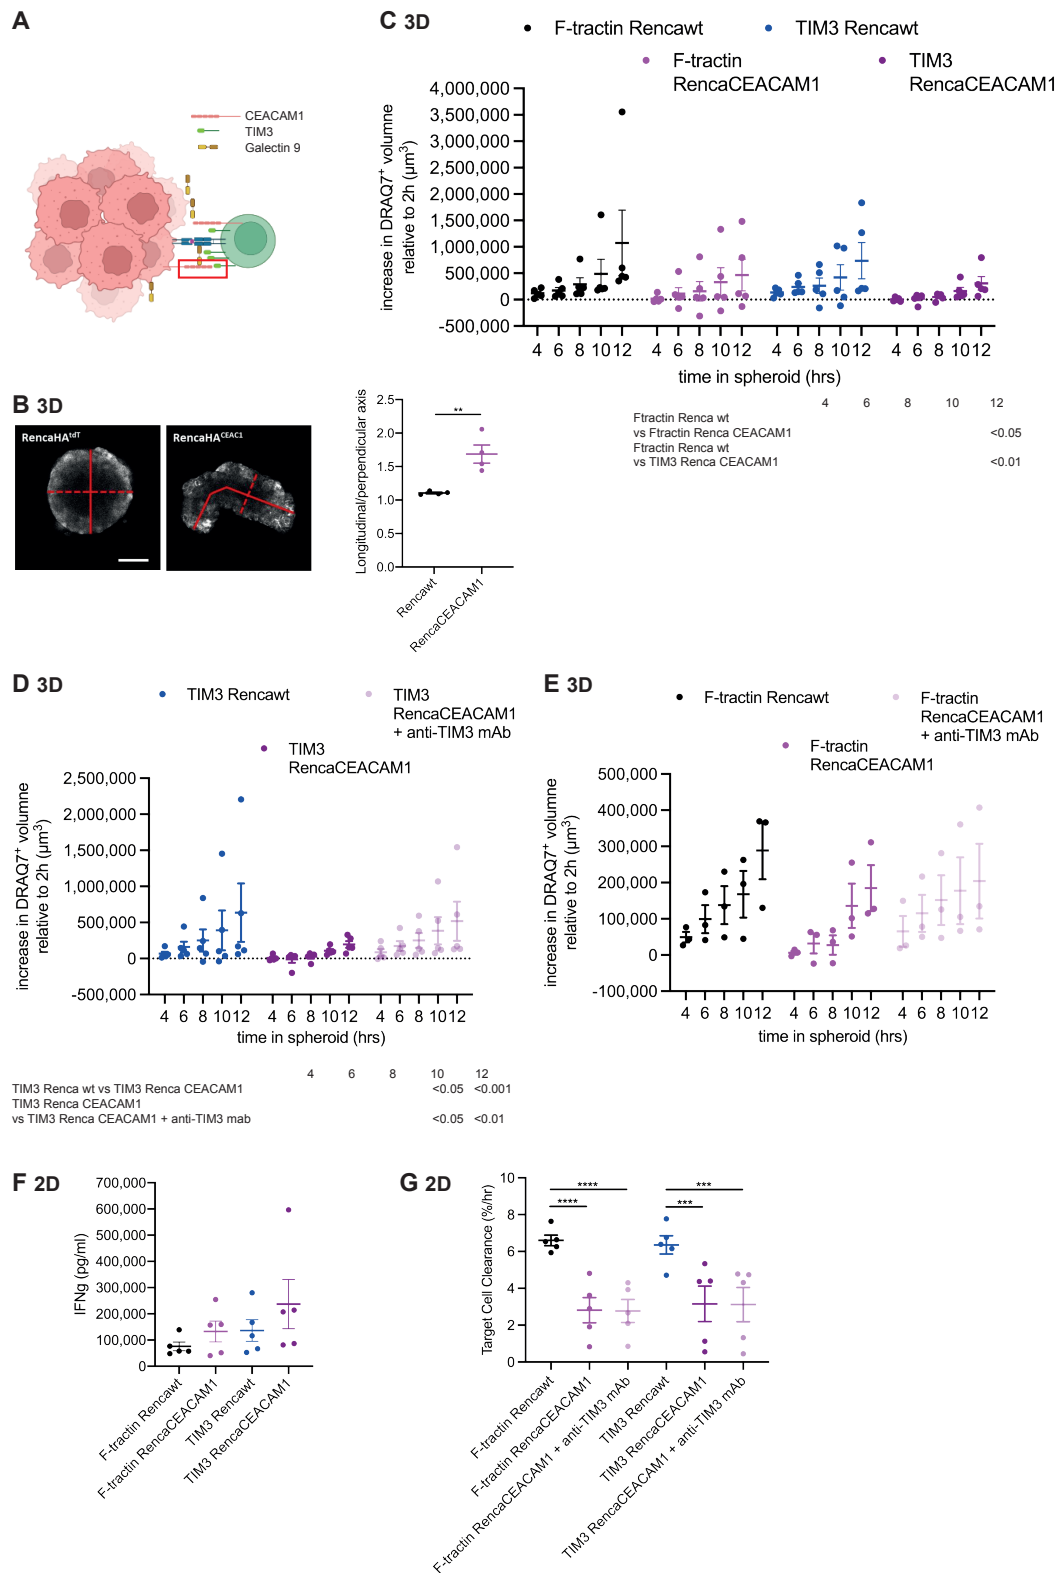 A
CEACAM1
TIM3
Galectin 9
C 3D
F-tractin Rencawt
TIM3 Rencawt
F-tractin
RencaCEACAM1
TIM3
RencaCEACAM1
increase in DRAQ7⁺ volumne
relative to 2h (µm³)
4,000,000
3,500,000
3,000,000
2,500,000
2,000,000
1,500,000
1,000,000
500,000
0
-500,000
4 6 8 10 12 4 6 8 10 12 4 6 8 10 12 4 6 8 10 12
time in spheroid (hrs)
4 6 8 10 12
Ftractin Renca wt
vs Ftractin Renca CEACAM1 <0.05
Ftractin Renca wt
vs TIM3 Renca CEACAM1 <0.01
B 3D
RencaHA^tdT
RencaHA^CEAC1
Longitudinal/perpendicular axis
2.5
2.0
1.5
1.0
0.5
0.0
**
Rencawt
RencaCEACAM1
D 3D
TIM3 Rencawt
TIM3
RencaCEACAM1
+ anti-TIM3 mAb
TIM3
RencaCEACAM1
increase in DRAQ7⁺ volumne
relative to 2h (µm³)
2,500,000
2,000,000
1,500,000
1,000,000
500,000
0
-500,000
4 6 8 10 12 4 6 8 10 12 4 6 8 10 12
time in spheroid (hrs)
4 6 8 10 12
TIM3 Renca wt vs TIM3 Renca CEACAM1 <0.05 <0.001
TIM3 Renca CEACAM1
vs TIM3 Renca CEACAM1 + anti-TIM3 mab <0.05 <0.01
E 3D
F-tractin Rencawt
F-tractin
RencaCEACAM1
+ anti-TIM3 mAb
F-tractin
RencaCEACAM1
increase in DRAQ7⁺ volumne
relative to 2h (µm³)
500,000
400,000
300,000
200,000
100,000
0
-100,000
4 6 8 10 12 4 6 8 10 12 4 6 8 10 12
time in spheroid (hrs)
F 2D
IFNg (pg/ml)
700,000
600,000
500,000
400,000
300,000
200,000
100,000
0
F-tractin Rencawt
F-tractin RencaCEACAM1
TIM3 Rencawt
TIM3 RencaCEACAM1
G 2D
Target Cell Clearance (%/hr)
10
8
6
4
2
0
****
****
***
***
F-tractin Rencawt
F-tractin RencaCEACAM1
F-tractin RencaCEACAM1 + anti-TIM3 mAb
TIM3 Rencawt
TIM3 RencaCEACAM1
TIM3 RencaCEACAM1 + anti-TIM3 mAb